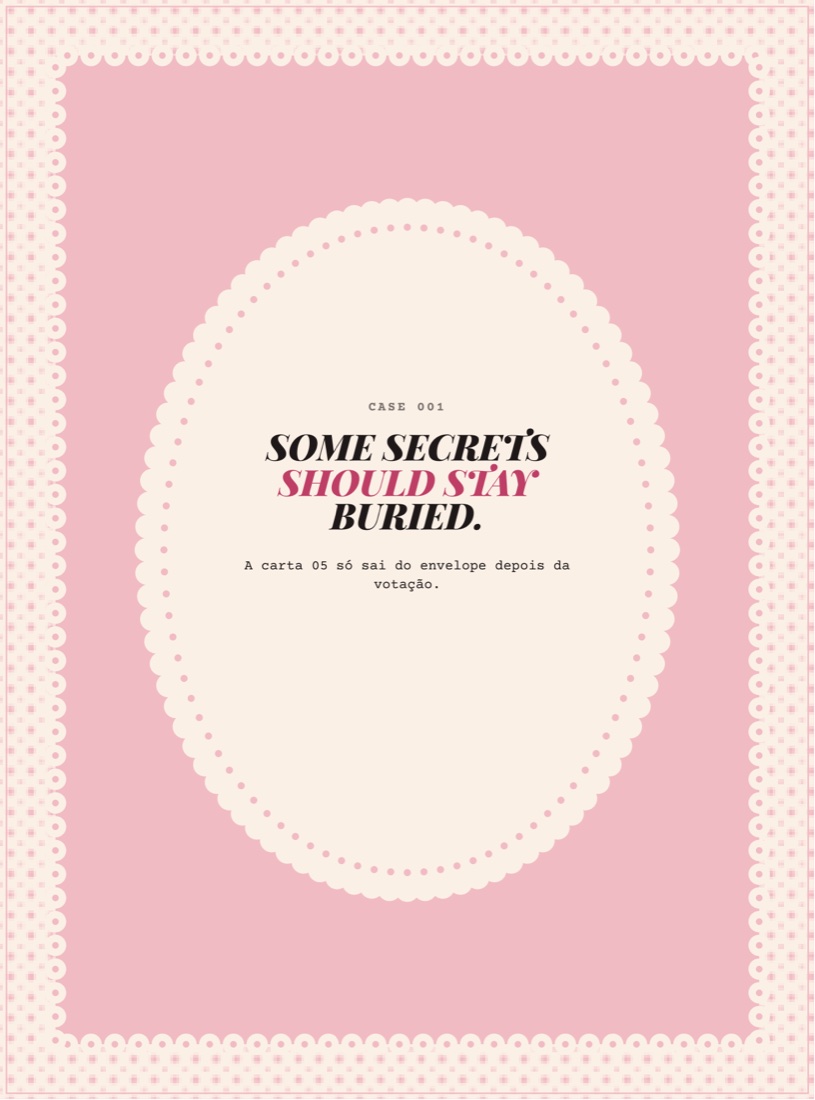 CASE 001
SOME SECRETS
SHOULD STAY
BURIED.
A carta 05 só sai do envelope depois da
votação.